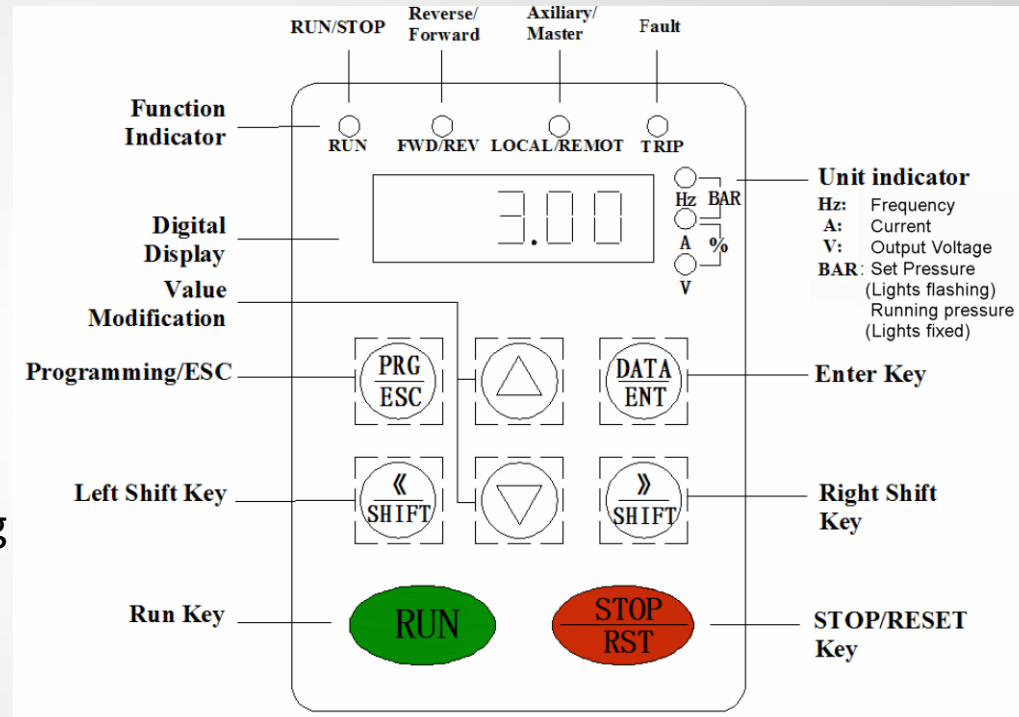 RUN/STOP
Reverse/
Forward
Axiliary/
Master
Fault
Function
Indicator
RUN
FWD/REV
LOCAL/REMOT
TRIP
Hz BAR
A %
V
Unit indicator
Hz: Frequency
A: Current
V: Output Voltage
BAR: Set Pressure
(Lights flashing)
Running pressure
(Lights fixed)
3.00
Digital
Display
Value
Modification
Programming/ESC
PRG
ESC
DATA
ENT
Enter Key
Left Shift Key
«
SHIFT
»
SHIFT
Right Shift
Key
g
Run Key
RUN
STOP
RST
STOP/RESET
Key